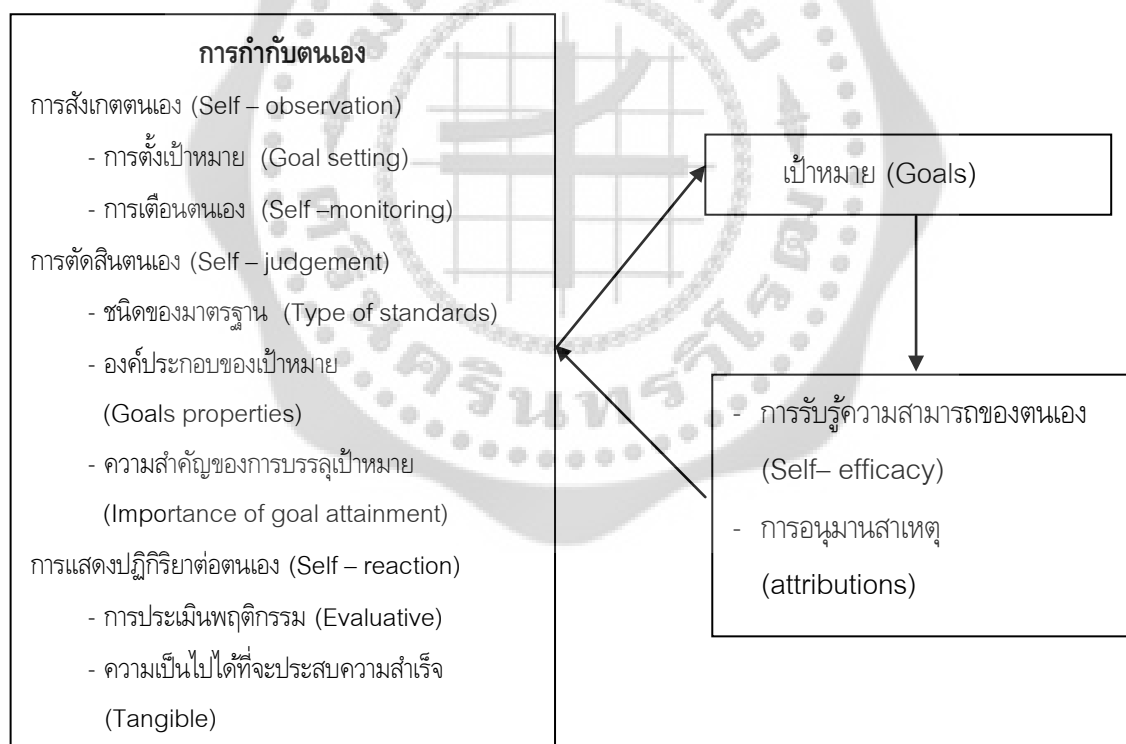 การกำกับตนเอง
การสังเกตตนเอง (Self – observation)
- การตั้งเป้าหมาย (Goal setting)
- การเตือนตนเอง (Self –monitoring)
การตัดสินตนเอง (Self – judgement)
- ชนิดของมาตรฐาน (Type of standards)
- องค์ประกอบของเป้าหมาย
(Goals properties)
- ความสำคัญของการบรรลุเป้าหมาย
(Importance of goal attainment)
การแสดงปฏิกิริยาต่อตนเอง (Self – reaction)
- การประเมินพฤติกรรม (Evaluative)
- ความเป็นไปได้ที่จะประสบความสำเร็จ
(Tangible)
เป้าหมาย (Goals)
- การรับรู้ความสามารถของตนเอง
(Self– efficacy)
- การอนุมานสาเหตุ
(attributions)